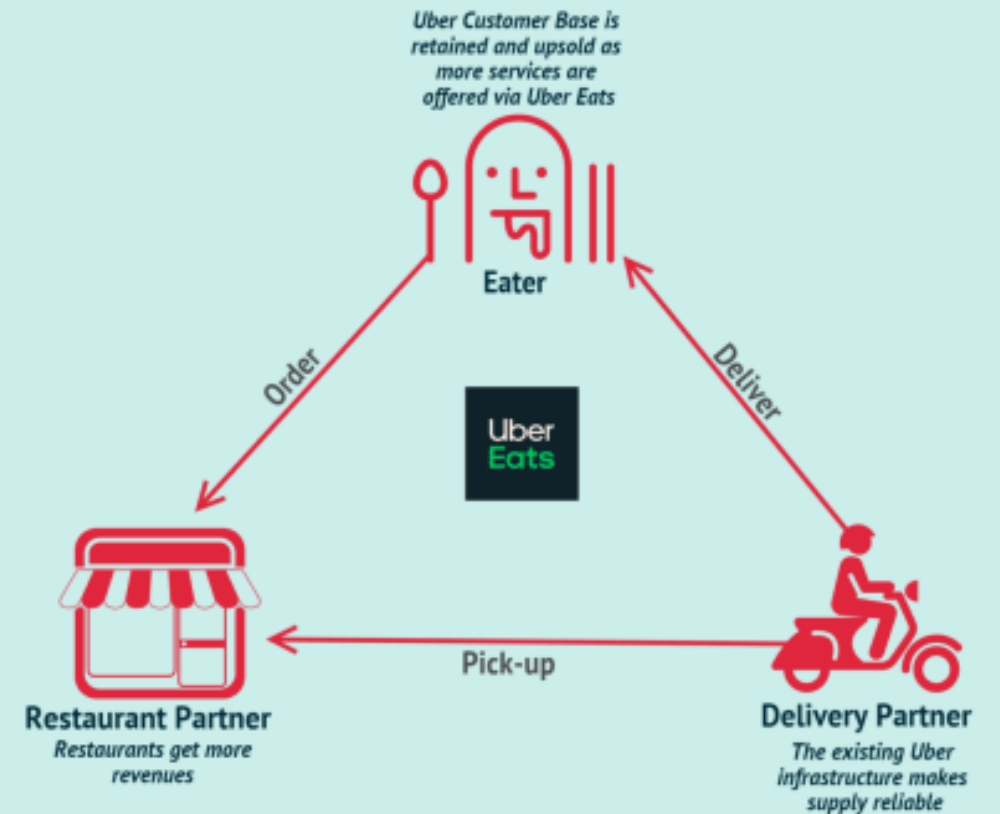 Uber Customer Base is
retained and upsold as
more services are
offered via Uber Eats
Eater
Order
Deliver
Uber
Eats
Pick-up
Restaurant Partner
Restaurants get more
revenues
Delivery Partner
The existing Uber
infrastructure makes
supply reliable